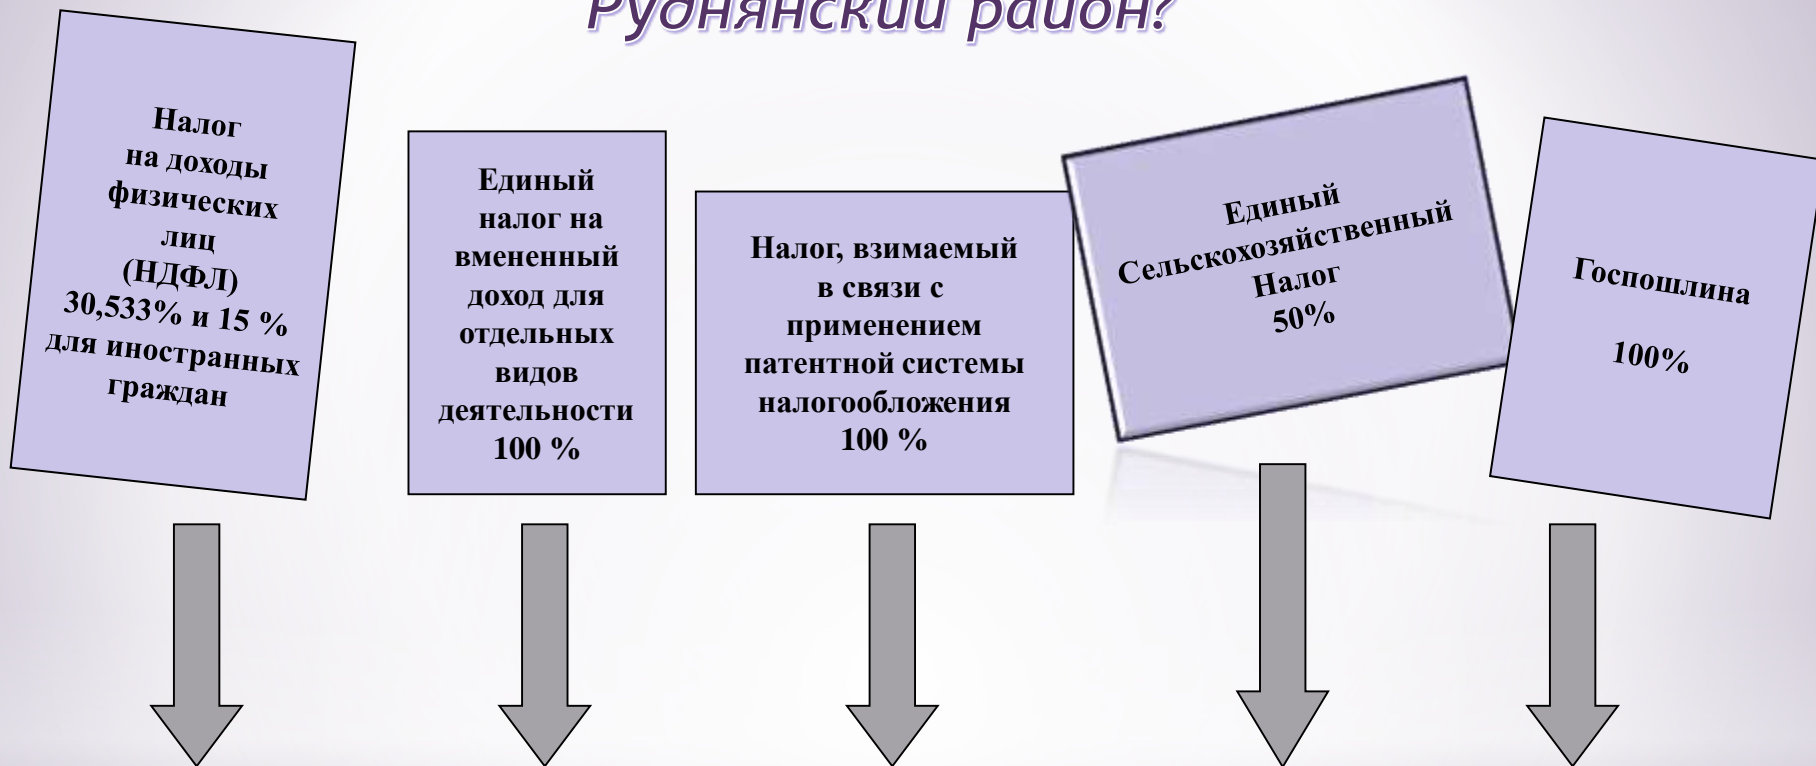 Руднянский район?
Налог
на доходы
физических
лиц
(НДФЛ)
30,533% и 15 %
для иностранных
граждан
Единый
налог на
вмененный
доход для
отдельных
видов
деятельности
100 %
Налог, взимаемый
в связи с
применением
патентной системы
налогообложения
100 %
Единый
Сельскохозяйственный
Налог
50%
Госпошлина
100%